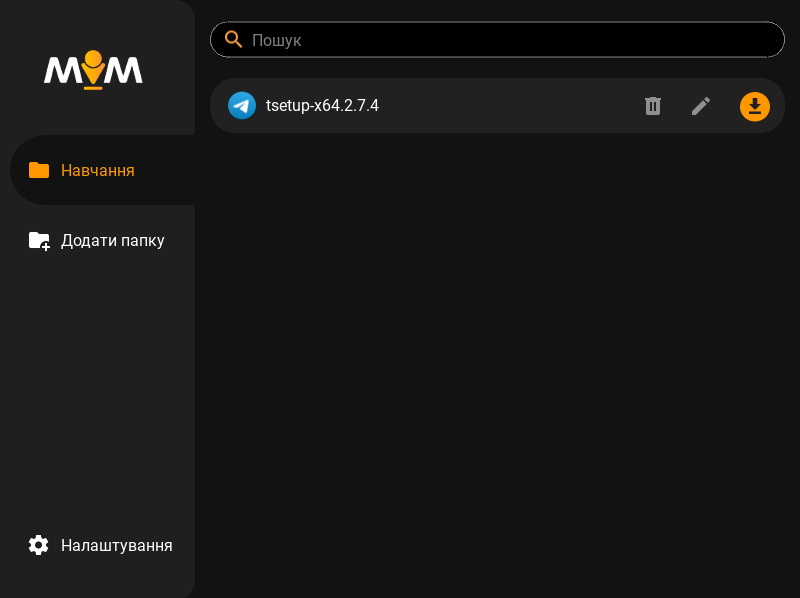 MVM
Пошук
tsetup-x64.2.7.4
Навчання
Додати папку
Налаштування